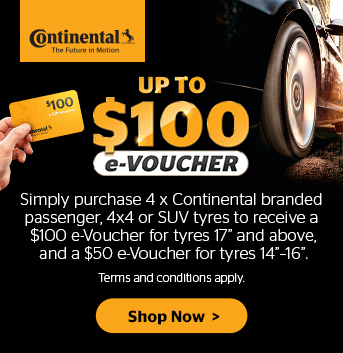 Continental
The Future in Motion
UP TO
$100
$100
e-VOUCHER
Simply purchase 4 x Continental branded
passenger, 4x4 or SUV tyres to receive a
$100 e-Voucher for tyres 17” and above,
and a $50 e-Voucher for tyres 14”-16”.
Terms and conditions apply.
Shop Now >